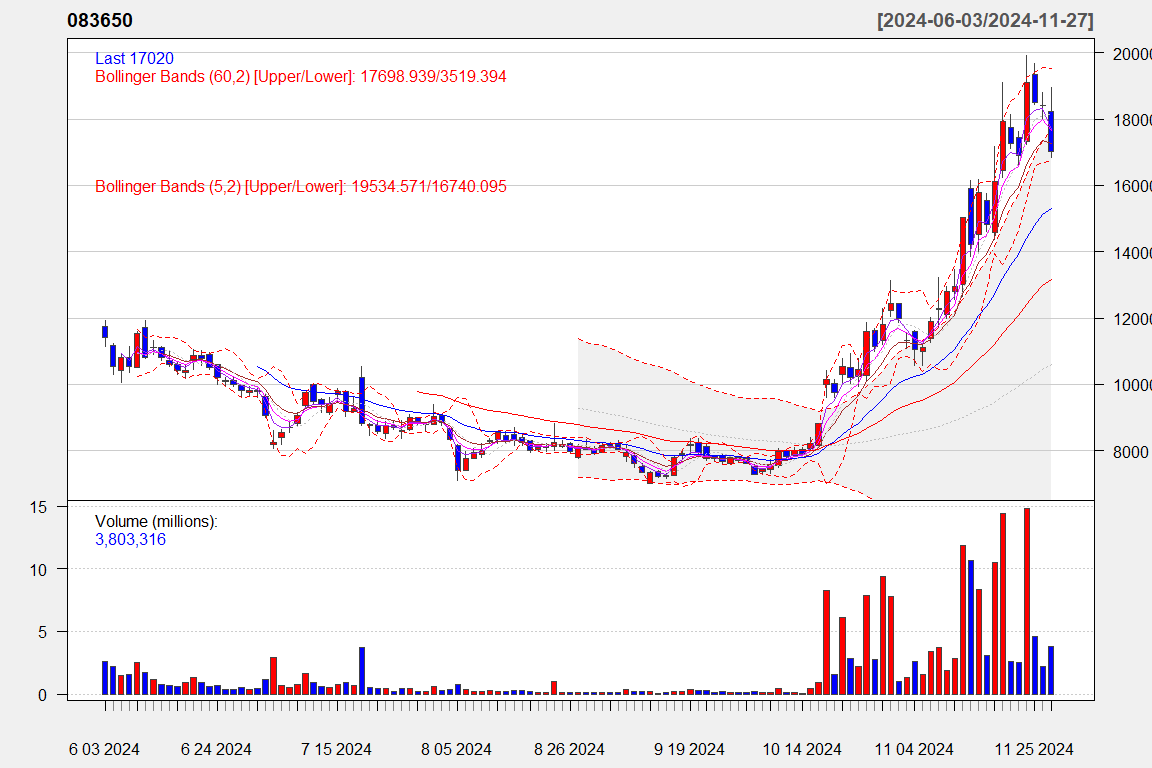 083650 [2024-06-03/2024-11-27]
Last 17020
Bollinger Bands (60,2) [Upper/Lower]: 17698.939/3519.394
Bollinger Bands (5,2) [Upper/Lower]: 19534.571/16740.095
20000
18000
16000
14000
12000
10000
8000
Volume (millions):
3,803,316
15
10
5
0
6 03 2024 6 24 2024 7 15 2024 8 05 2024 8 26 2024 9 19 2024 10 14 2024 11 04 2024 11 25 2024